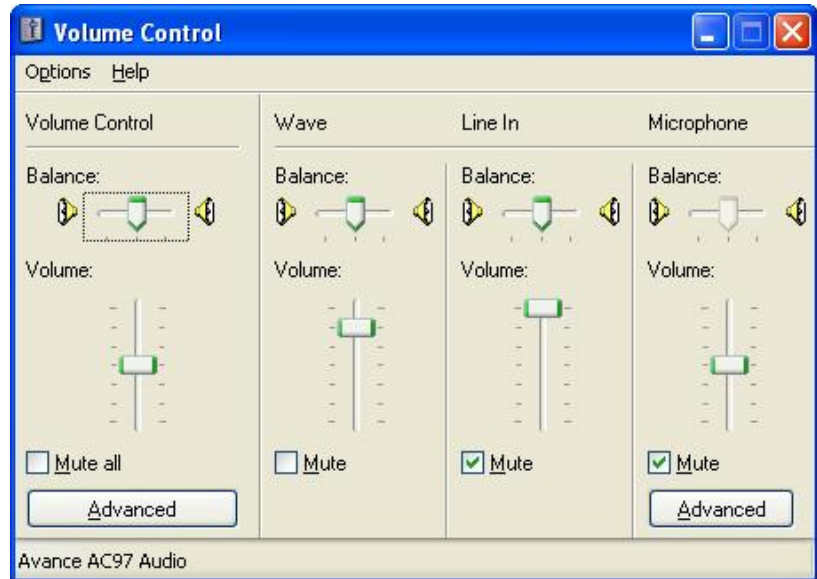 Volume Control
Options Help
Volume Control Wave Line In Microphone
Balance: Balance: Balance: Balance:
Volume: Volume: Volume: Volume:
Mute all Mute Mute Mute
Advanced Advanced
Avance AC97 Audio